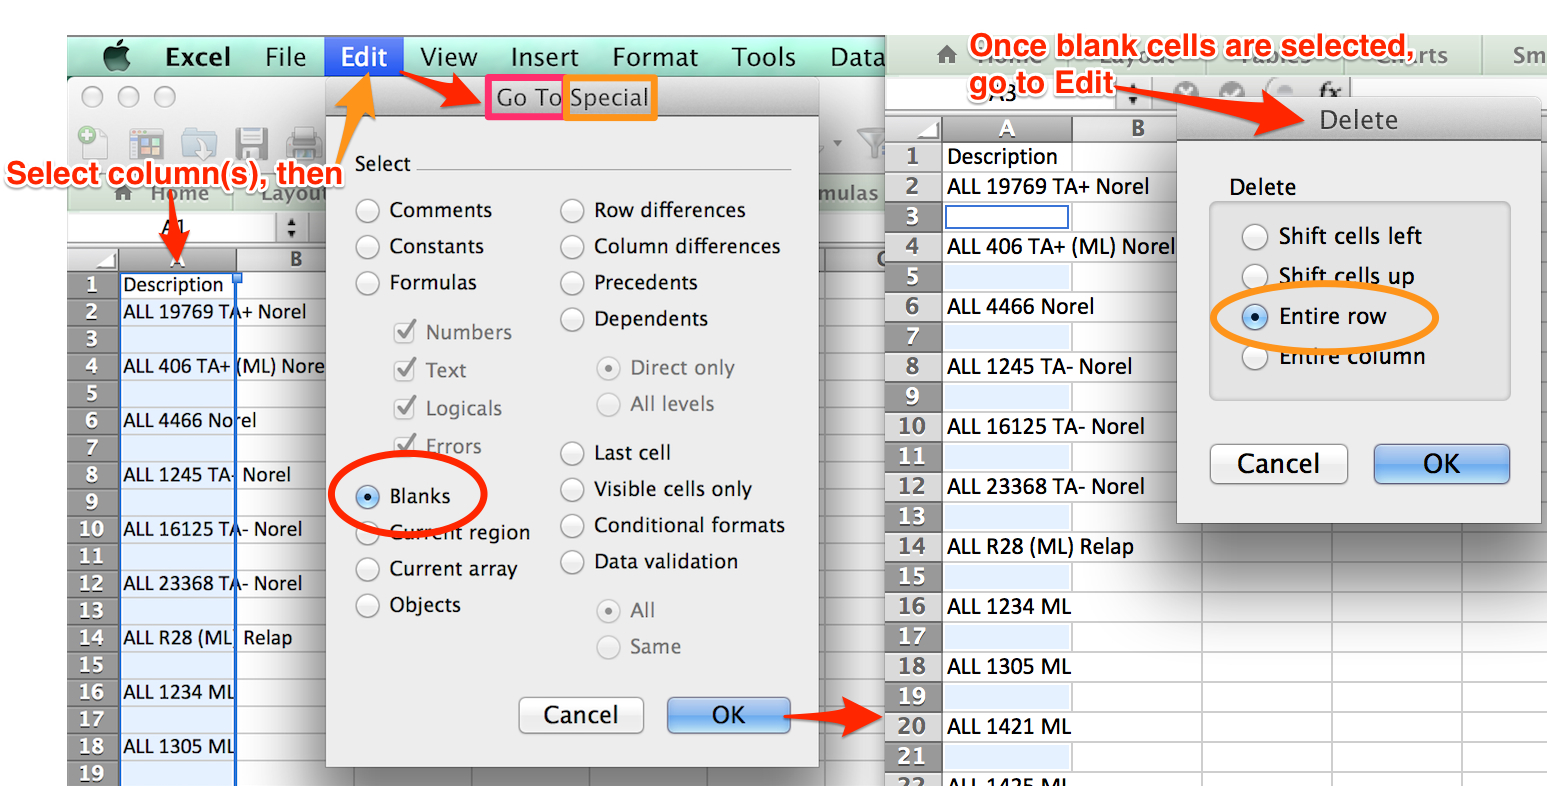 Excel File Edit View Insert Format Tools Data
Go To Special
Select column(s), then
Home Layout
A1
A B
1 Description
2 ALL 19769 TA+ Norel
3
4 ALL 406 TA+ (ML) Nore
5
6 ALL 4466 Norel
7
8 ALL 1245 TA- Norel
9
10 ALL 16125 TA- Norel
11
12 ALL 23368 TA- Norel
13
14 ALL R28 (ML) Relap
15
16 ALL 1234 ML
17
18 ALL 1305 ML
19
Select
Comments
Constants
Formulas
Numbers
Text
Logicals
Errors
Blanks
Current region
Current array
Objects
Row differences
Column differences
Precedents
Dependents
Direct only
All levels
Last cell
Visible cells only
Conditional formats
Data validation
All
Same
Cancel OK
mulas
Once blank cells are selected,
go to Edit
Home Layout Tables Charts Sm
A3 fx
A B
1 Description
2 ALL 19769 TA+ Norel
3
4 ALL 406 TA+ (ML) Norel
5
6 ALL 4466 Norel
7
8 ALL 1245 TA- Norel
9
10 ALL 16125 TA- Norel
11
12 ALL 23368 TA- Norel
13
14 ALL R28 (ML) Relap
15
16 ALL 1234 ML
17
18 ALL 1305 ML
19
20 ALL 1421 ML
21
22 ALL 1425 ML
Delete
Delete
Shift cells left
Shift cells up
Entire row
Entire column
Cancel OK